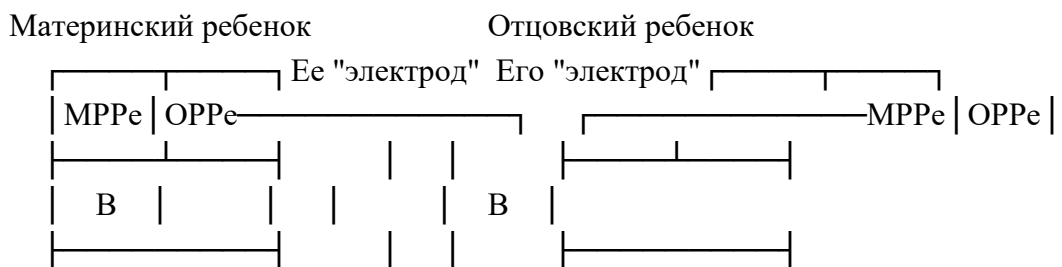 Материнский ребенок Отцовский ребенок
Ее "электрод" Его "электрод"
МРРе ОРРе МРРе ОРРе
В В